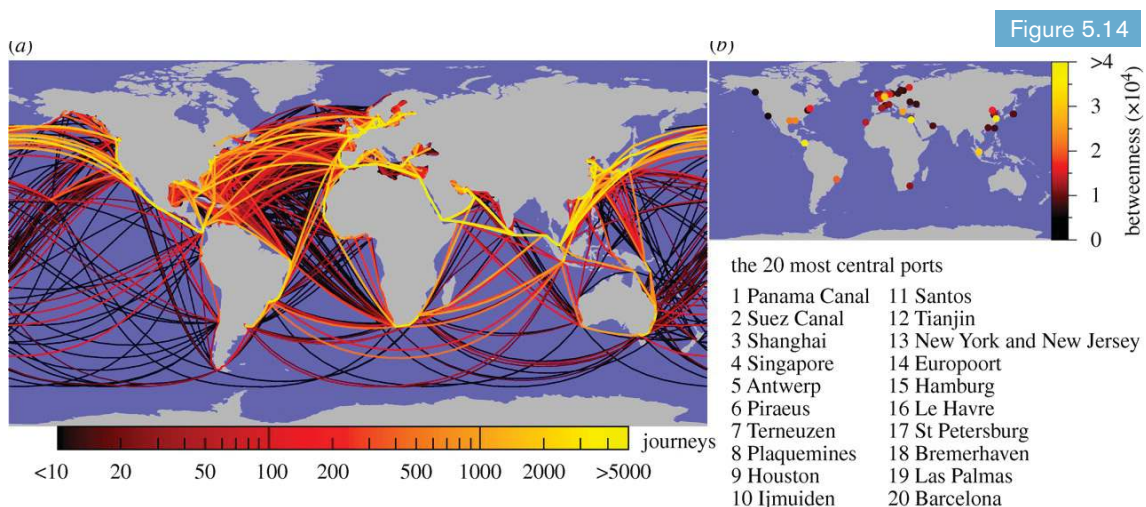 Figure 5.14
(a)
(b)
>4
3
2
1
0
betweenness (×10⁴)
the 20 most central ports
1 Panama Canal
2 Suez Canal
3 Shanghai
4 Singapore
5 Antwerp
6 Piraeus
7 Terneuzen
8 Plaquemines
9 Houston
10 Ijmuiden
11 Santos
12 Tianjin
13 New York and New Jersey
14 Europoort
15 Hamburg
16 Le Havre
17 St Petersburg
18 Bremerhaven
19 Las Palmas
20 Barcelona
journeys
<10 20 50 100 200 500 1000 2000 >5000